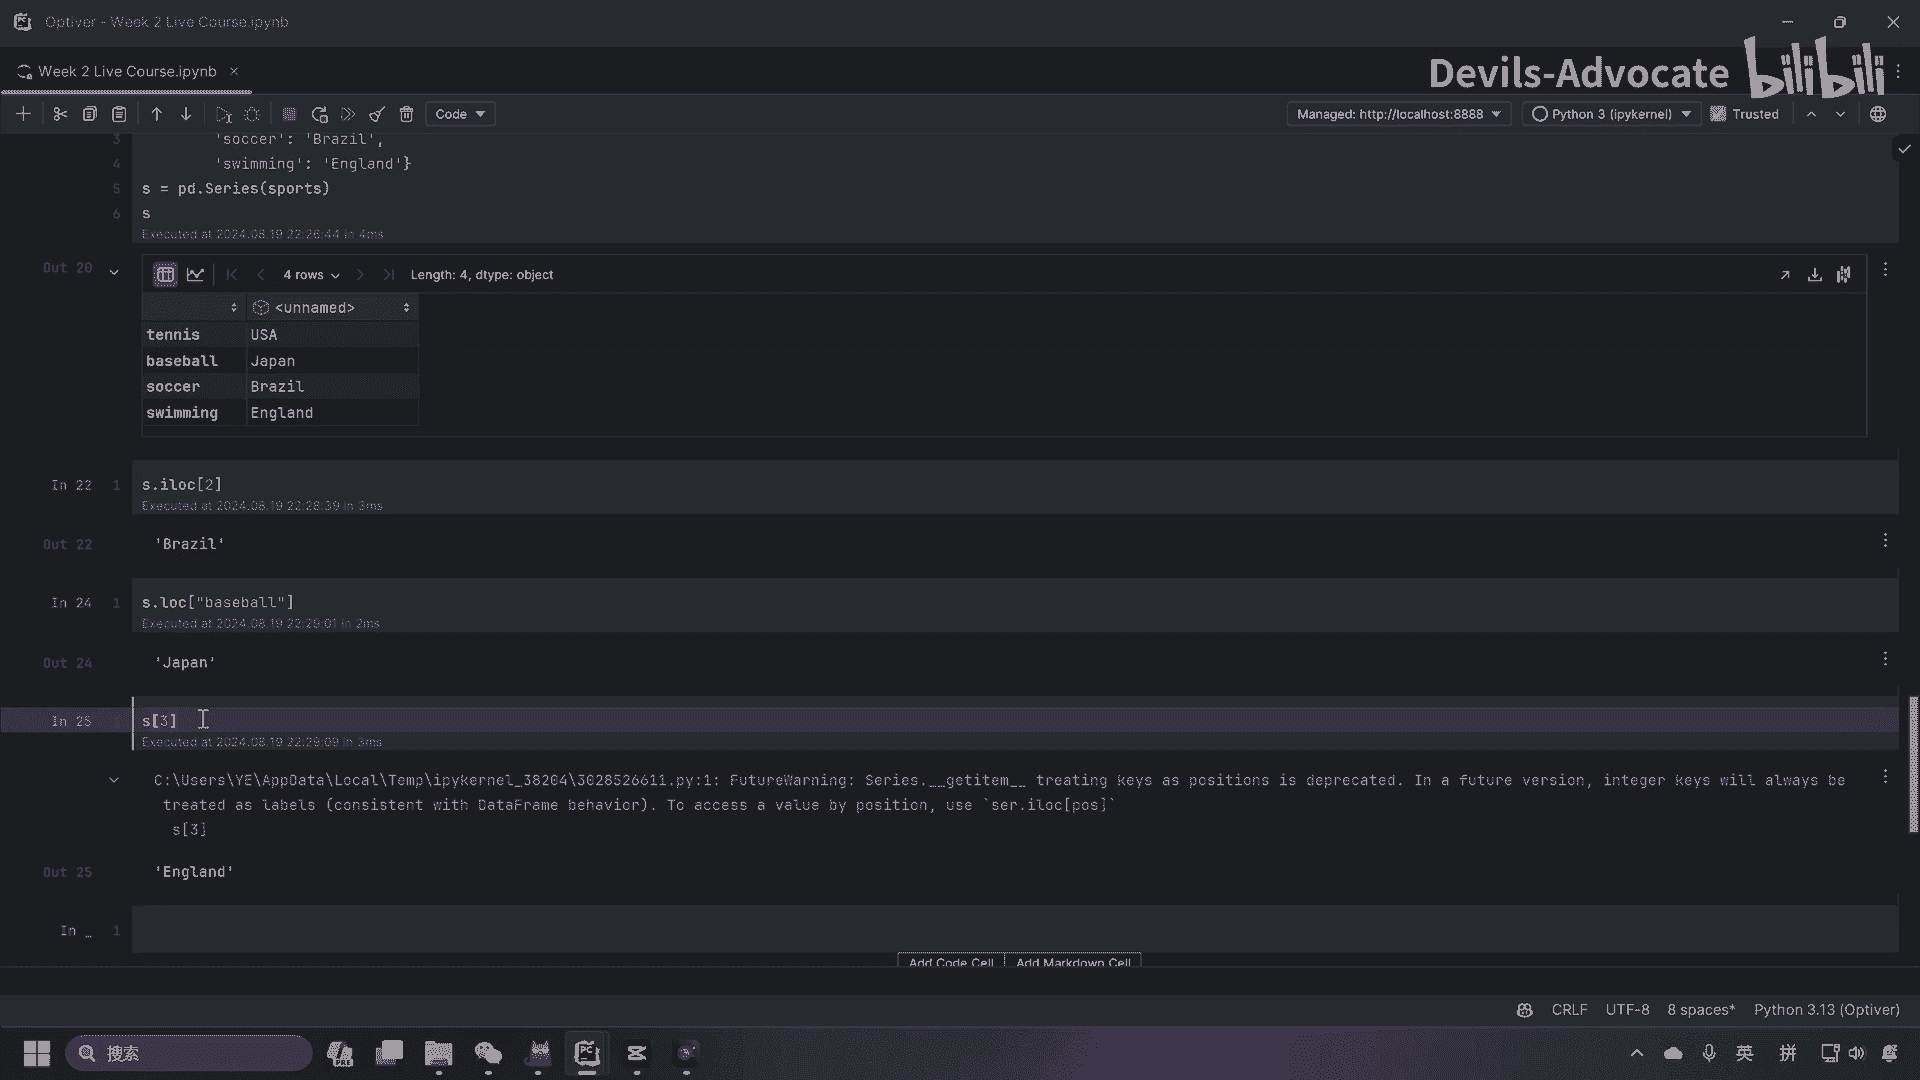 Optiver - Week 2 Live Course.ipynb
Week 2 Live Course.ipynb
Devils-Advocate bilibili
Code
Managed: http://localhost:8888
Python 3 (ipykernel)
Trusted
3 'soccer': 'Brazil',
4 'swimming': 'England'}
5 s = pd.Series(sports)
6 s
Executed at 2024.08.19 22:26:44 in 4ms
Out 20
4 rows
Length: 4, dtype: object
<unnamed>
tennis USA
baseball Japan
soccer Brazil
swimming England
In 22 1 s.iloc[2]
Executed at 2024.08.19 22:28:39 in 3ms
Out 22 'Brazil'
In 24 1 s.loc["baseball"]
Executed at 2024.08.19 22:29:01 in 2ms
Out 24 'Japan'
In 25 1 s[3]
Executed at 2024.08.19 22:29:09 in 3ms
C:\Users\YE\AppData\Local\Temp\ipykernel_38204\3028526611.py:1: FutureWarning: Series.__getitem__ treating keys as positions is deprecated. In a future version, integer keys will always be
treated as labels (consistent with DataFrame behavior). To access a value by position, use `ser.iloc[pos]`
s[3]
Out 25 'England'
In _ 1
Add Code Cell Add Markdown Cell
CRLF UTF-8 8 spaces* Python 3.13 (Optiver)
搜索
英 拼